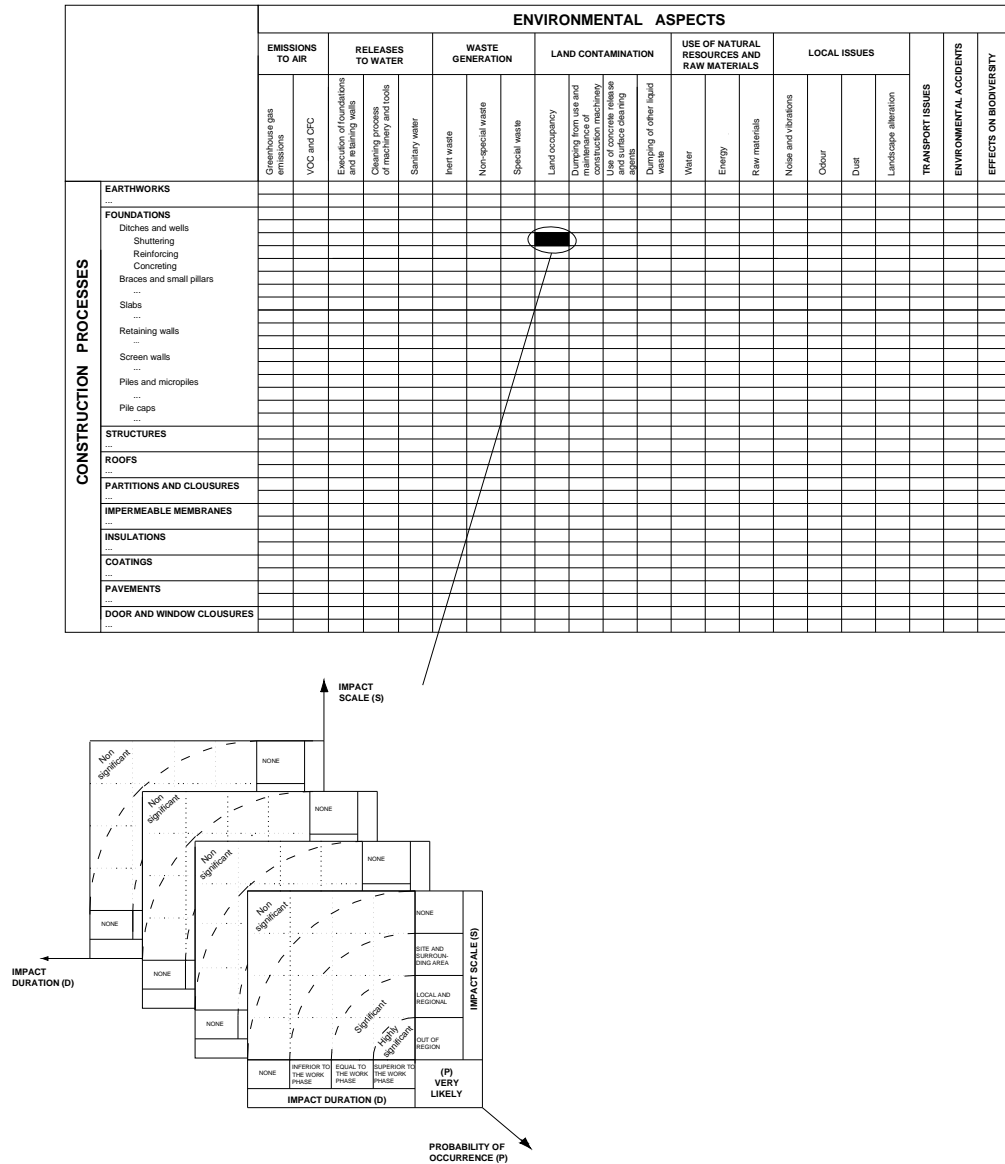 ENVIRONMENTAL ASPECTS
EMISSIONS
TO AIR
RELEASES
TO WATER
WASTE
GENERATION
LAND CONTAMINATION
USE OF NATURAL
RESOURCES AND
RAW MATERIALS
LOCAL ISSUES
TRANSPORT ISSUES
ENVIRONMENTAL ACCIDENTS
EFFECTS ON BIODIVERSITY
Greenhouse gas
emissions
VOC and CFC
Execution of foundations
and retaining walls
Cleaning process
of machinery and tools
Sanitary water
Inert waste
Non-special waste
Special waste
Land occupancy
Dumping from use and
maintenance of
construction machinery
Use of concrete release
and surface cleaning
agents
Dumping of other liquid
waste
Water
Energy
Raw materials
Noise and vibrations
Odour
Dust
Landscape alteration
CONSTRUCTION PROCESSES
EARTHWORKS
...
FOUNDATIONS
Ditches and wells
Shuttering
Reinforcing
Concreting
Braces and small pillars
...
Slabs
...
Retaining walls
...
Screen walls
...
Piles and micropiles
...
Pile caps
...
STRUCTURES
...
ROOFS
...
PARTITIONS AND CLOUSURES
...
IMPERMEABLE MEMBRANES
...
INSULATIONS
...
COATINGS
...
PAVEMENTS
...
DOOR AND WINDOW CLOUSURES
...
IMPACT
SCALE (S)
Non
significant
NONE
NONE
Non
significant
NONE
NONE
Non
significant
NONE
NONE
Non
significant
NONE
SITE AND
SURROUN-
DING AREA
LOCAL AND
REGIONAL
OUT OF
REGION
IMPACT SCALE (S)
Significant
Highly
significant
NONE
INFERIOR TO
THE WORK
PHASE
EQUAL TO
THE WORK
PHASE
SUPERIOR TO
THE WORK
PHASE
(P)
VERY
LIKELY
IMPACT DURATION (D)
IMPACT
DURATION (D)
PROBABILITY OF
OCCURRENCE (P)